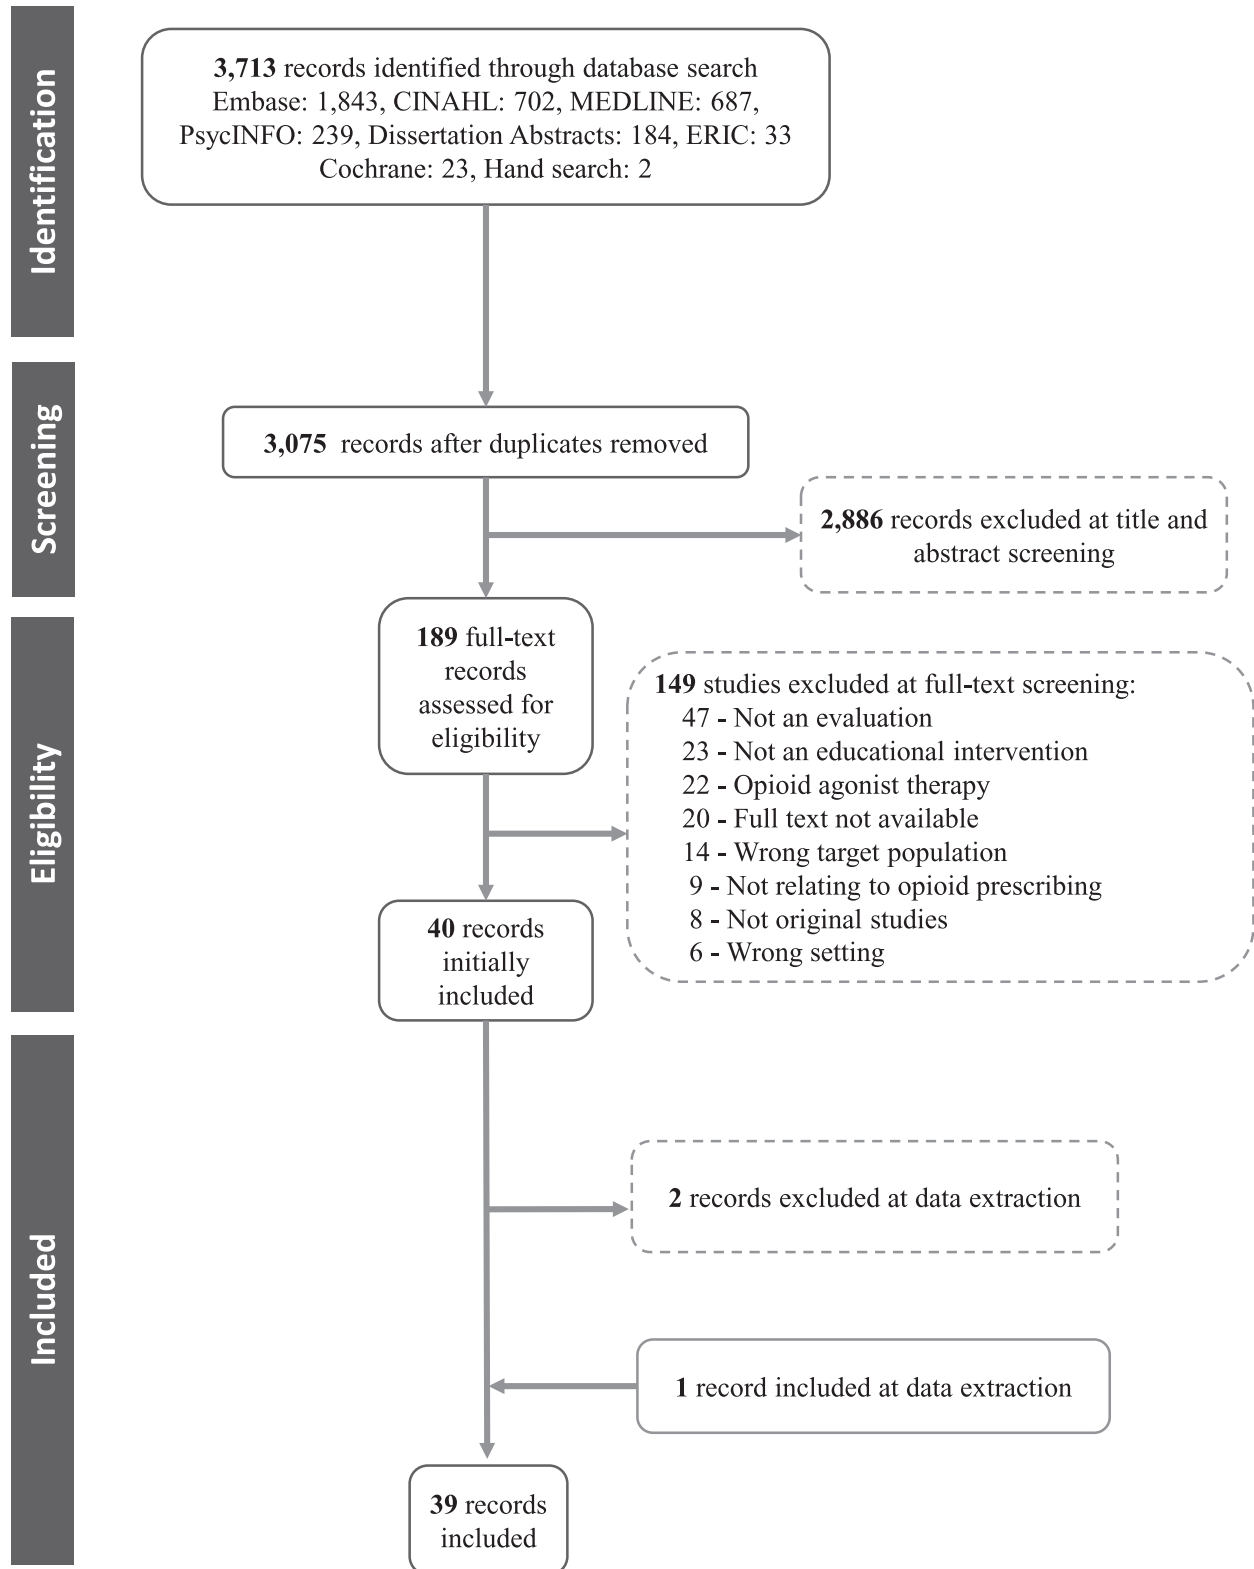 Identification
3,713 records identified through database search
Embase: 1,843, CINAHL: 702, MEDLINE: 687,
PsycINFO: 239, Dissertation Abstracts: 184, ERIC: 33
Cochrane: 23, Hand search: 2
Screening
3,075 records after duplicates removed
2,886 records excluded at title and
abstract screening
Eligibility
189 full-text
records
assessed for
eligibility
149 studies excluded at full-text screening:
47 - Not an evaluation
23 - Not an educational intervention
22 - Opioid agonist therapy
20 - Full text not available
14 - Wrong target population
9 - Not relating to opioid prescribing
8 - Not original studies
6 - Wrong setting
40 records
initially
included
Included
2 records excluded at data extraction
1 record included at data extraction
39 records
included